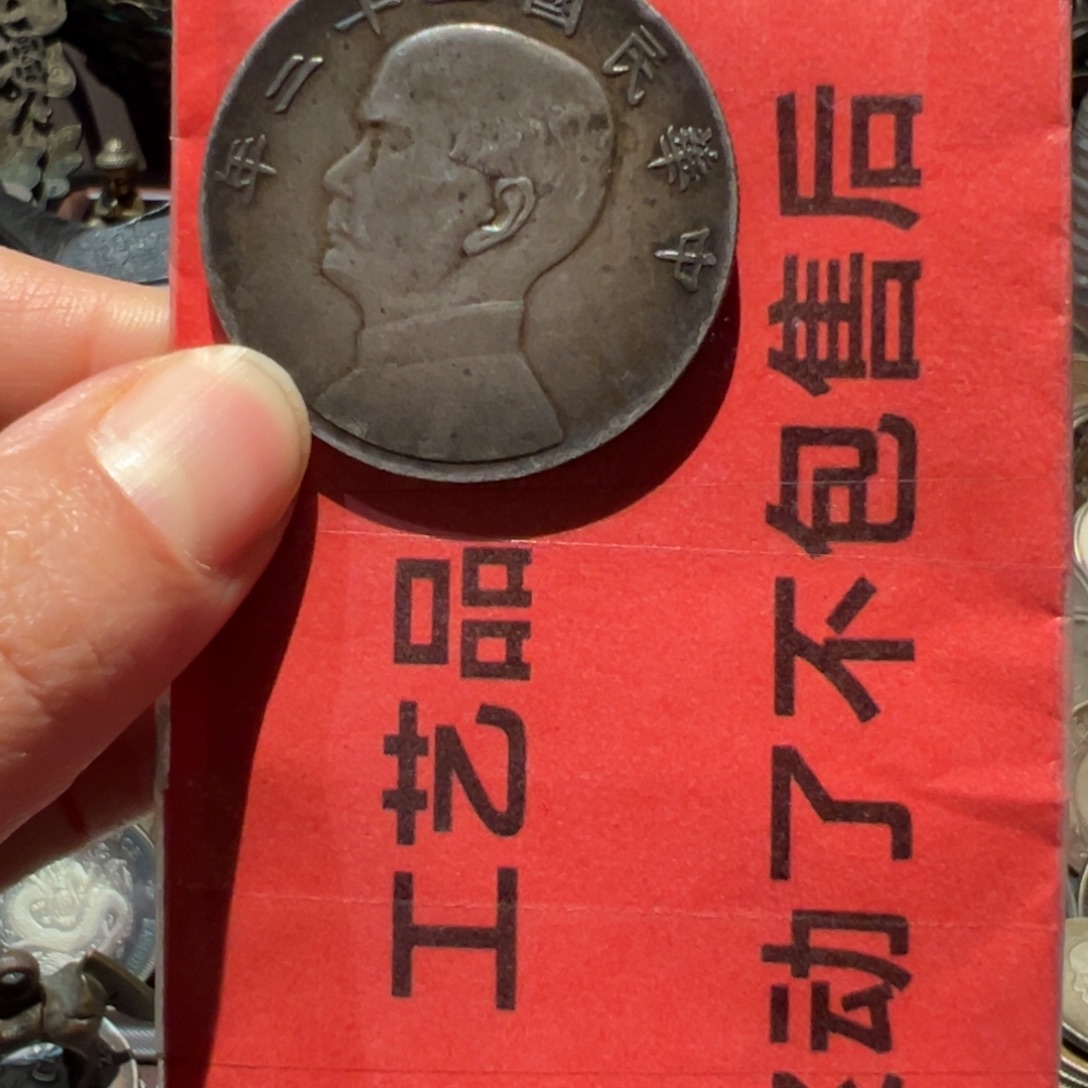 中華民國二十二年
工艺品
动了不包售后